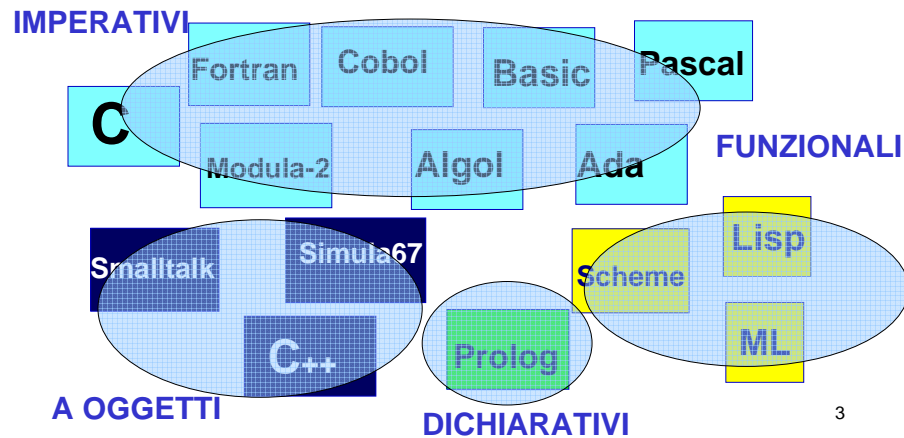 IMPERATIVI
Fortran
Cobol
Basic
Pascal
C
Modula-2
Algol
Ada
FUNZIONALI
Smalltalk
Simula67
Scheme
Lisp
C++
Prolog
ML
A OGGETTI
DICHIARATIVI
3